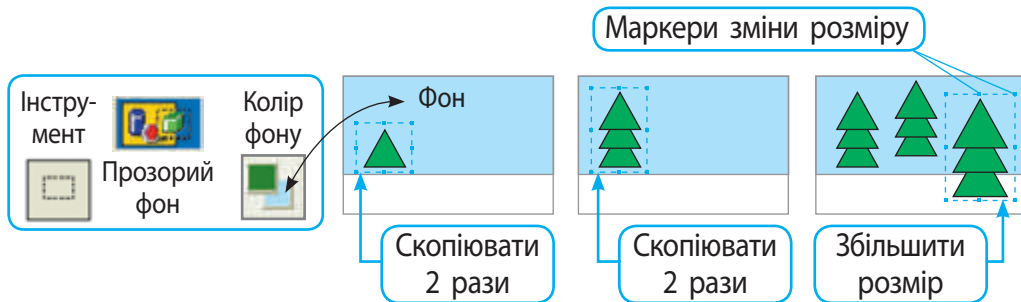 Маркери зміни розміру
Інстру-
мент
Прозорий
фон
Колір
фону
Фон
Скопіювати
2 рази
Скопіювати
2 рази
Збільшити
розмір